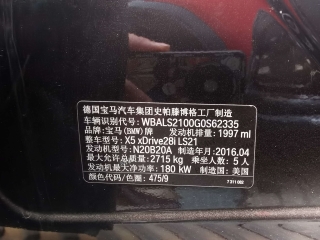 德国宝马汽车集团史帕滕博格工厂制造
车辆识别代号: WBALS2100G0S62335
品牌: 宝马(BMW)牌 发动机排量: 1997 ml
整车型号: X5 xDrive28i LS21
发动机型号: N20B20A 制造年月: 2016.04
最大允许总质量: 2715 kg 乘坐人数: 5 人
发动机最大净功率: 180 kW 制造国: 美国
颜色代码/色圈: 475/9